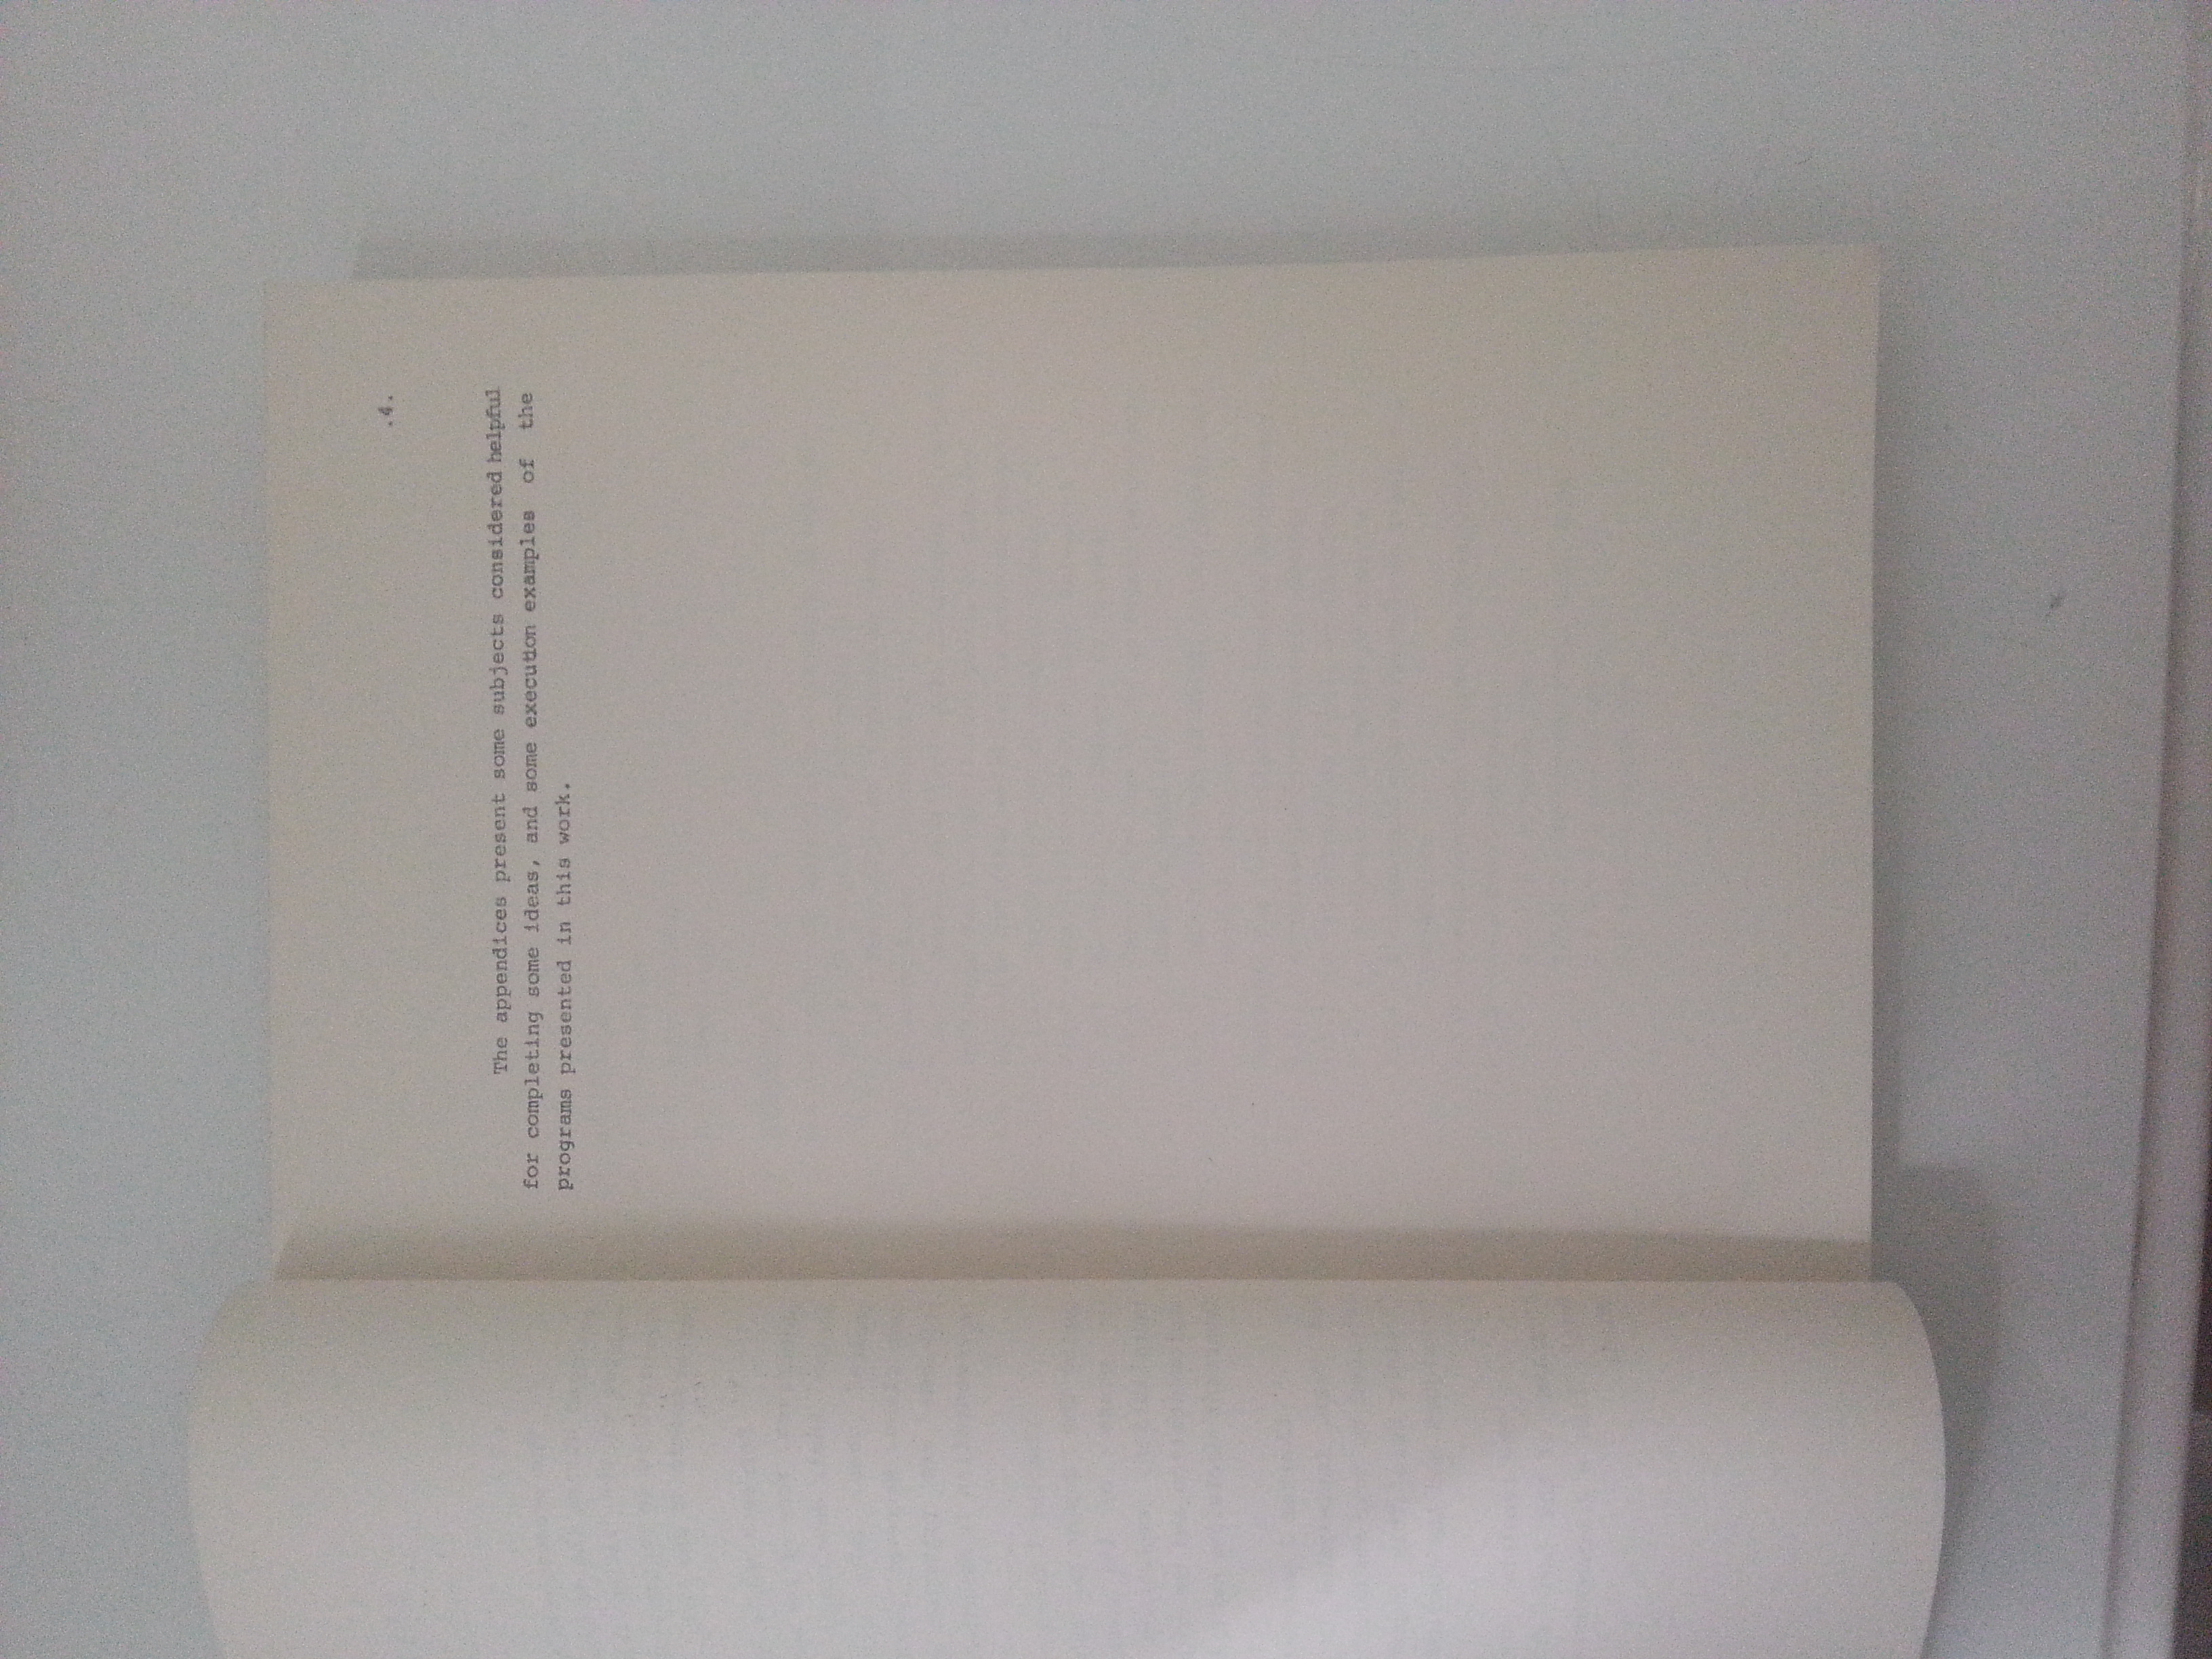 .4.
The appendices present some subjects considered helpful
for completing some ideas, and some execution examples of the
programs presented in this work.